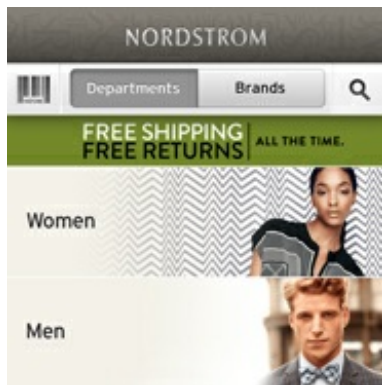 NORDSTROM
Departments Brands
FREE SHIPPING
FREE RETURNS ALL THE TIME.
Women
Men